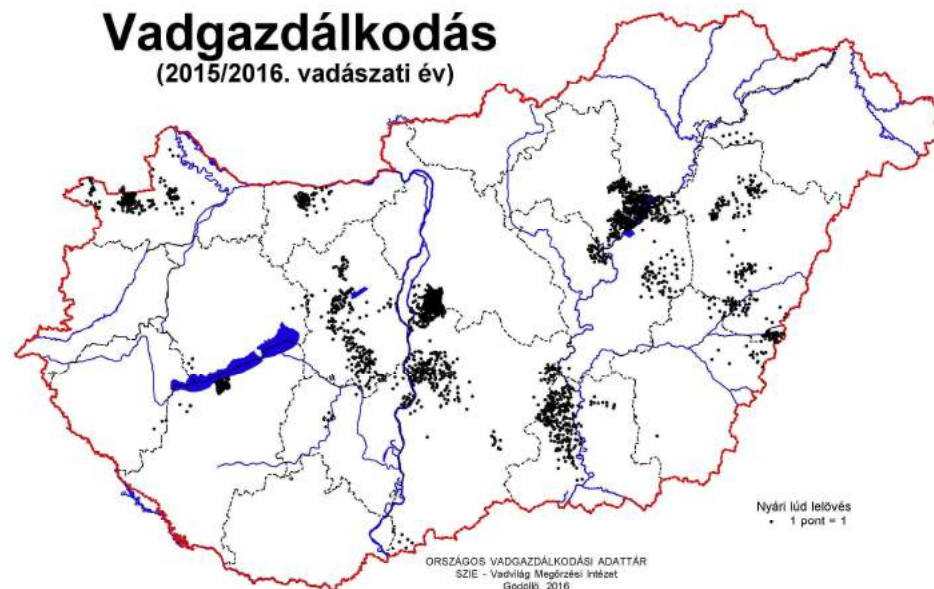 Vadgazdálkodás
(2015/2016. vadászati év)
Nyári lúd lelövés
1 pont = 1
ORSZÁGOS VADGAZDÁLKODÁSI ADATTÁR
SZIE - Vadvilág Megőrzési Intézet
Gödöllő, 2016